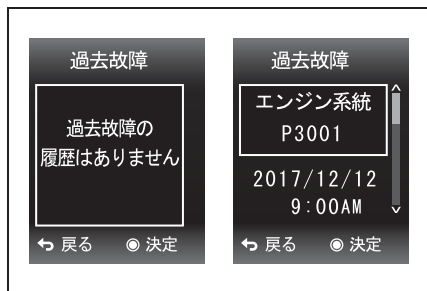 過去故障
過去故障の
履歴はありません
戻る
決定
過去故障
エンジン系統
P3001
2017/12/12
9:00AM
戻る
決定